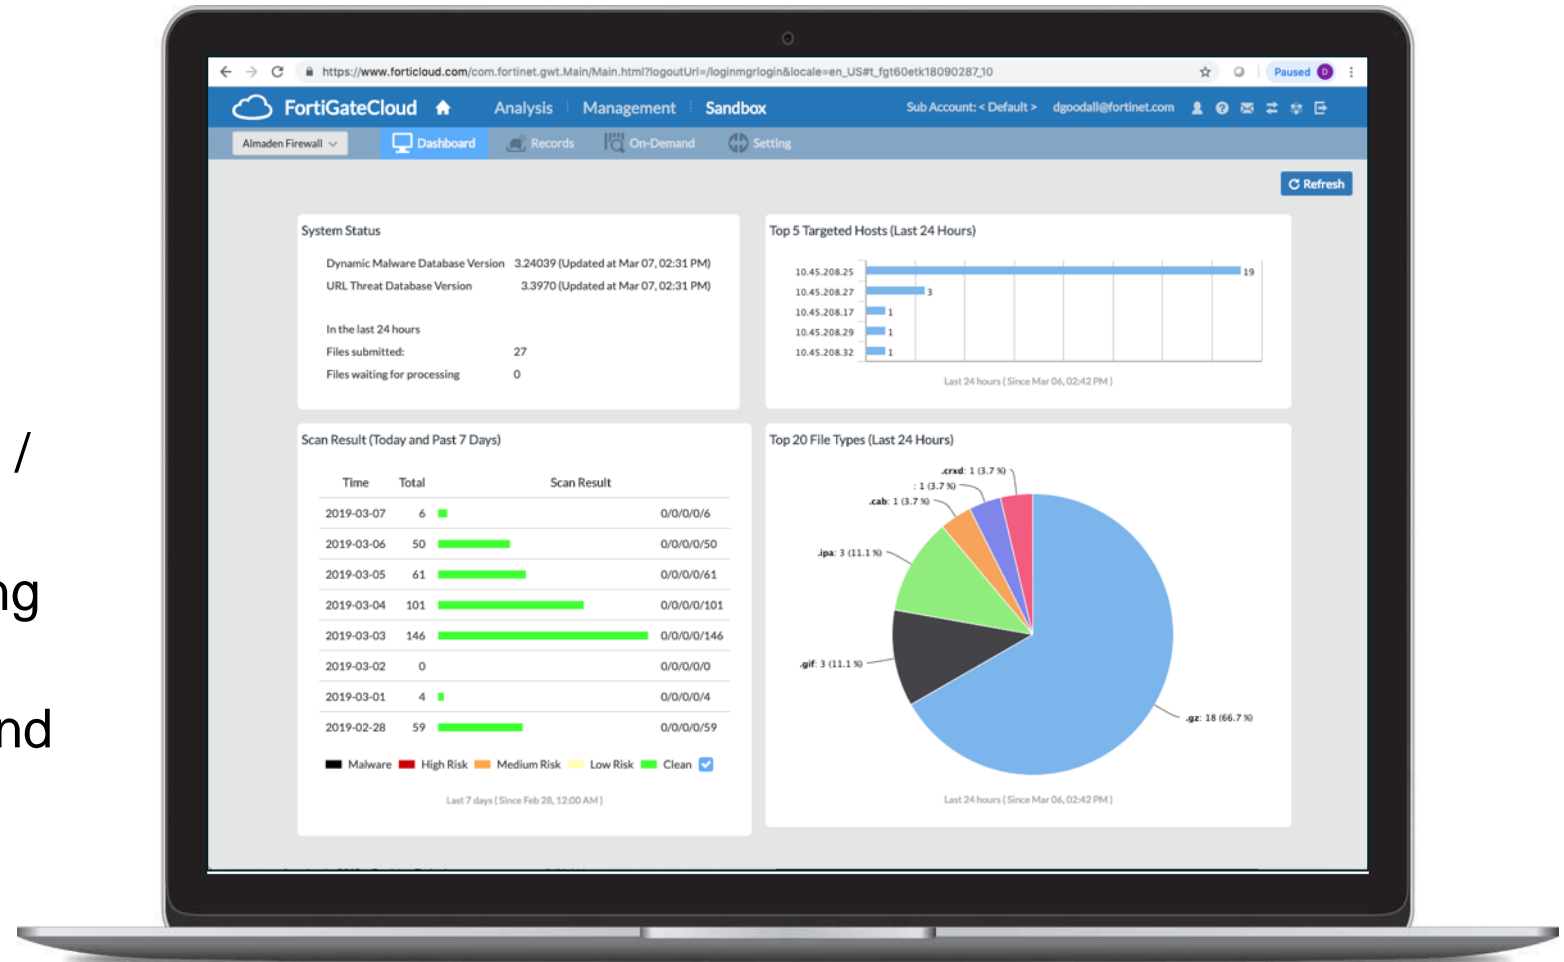 /
ng
nd
https://www.forticloud.com/com.fortinet.gwt.Main/Main.html?logoutUrl=/loginmgrlogin&locale=en_US#t_fgt60etk18090287_10
Paused D
FortiGateCloud Analysis Management Sandbox Sub Account: < Default > dgoodall@fortinet.com
Almaden Firewall Dashboard Records On-Demand Setting
Refresh
System Status
Dynamic Malware Database Version 3.24039 (Updated at Mar 07, 02:31 PM)
URL Threat Database Version 3.3970 (Updated at Mar 07, 02:31 PM)
In the last 24 hours
Files submitted: 27
Files waiting for processing 0
Top 5 Targeted Hosts (Last 24 Hours)
10.45.208.25 19
10.45.208.27 3
10.45.208.17 1
10.45.208.29 1
10.45.208.32 1
Last 24 hours ( Since Mar 06, 02:42 PM )
Scan Result (Today and Past 7 Days)
Time Total Scan Result
2019-03-07 6 0/0/0/0/6
2019-03-06 50 0/0/0/0/50
2019-03-05 61 0/0/0/0/61
2019-03-04 101 0/0/0/0/101
2019-03-03 146 0/0/0/0/146
2019-03-02 0 0/0/0/0/0
2019-03-01 4 0/0/0/0/4
2019-02-28 59 0/0/0/0/59
Malware High Risk Medium Risk Low Risk Clean
Last 7 days ( Since Feb 28, 12:00 AM )
Top 20 File Types (Last 24 Hours)
.crxd: 1 (3.7 %)
: 1 (3.7 %)
.cab: 1 (3.7 %)
.ipa: 3 (11.1 %)
.gif: 3 (11.1 %)
.gz: 18 (66.7 %)
Last 24 hours ( Since Mar 06, 02:42 PM )